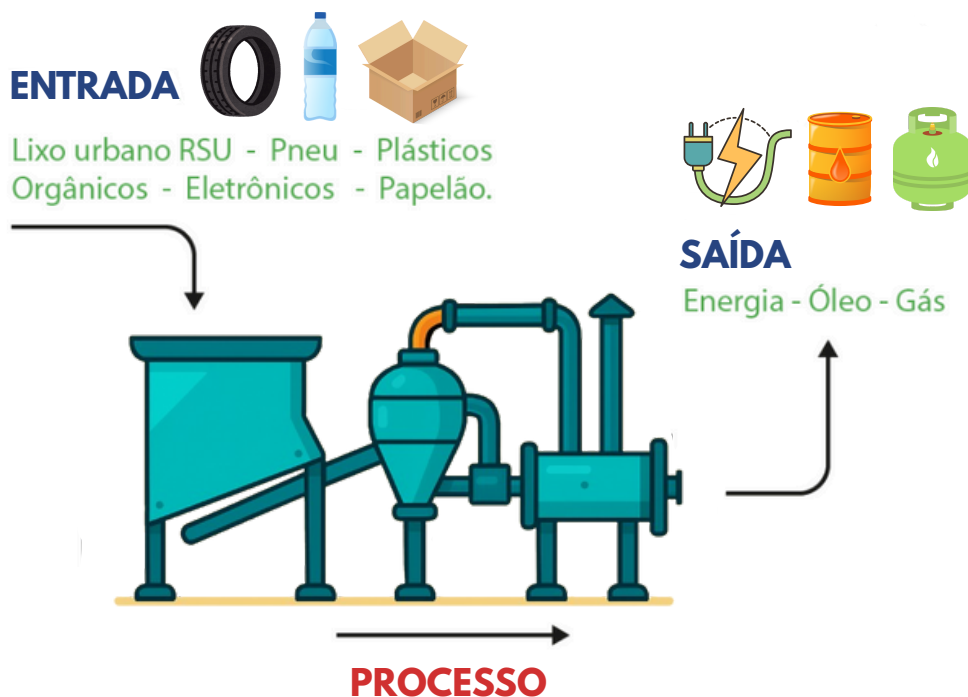 ENTRADA
Lixo urbano RSU - Pneu - Plásticos
Orgânicos - Eletrônicos - Papelão.
SAÍDA
Energia - Óleo - Gás
PROCESSO